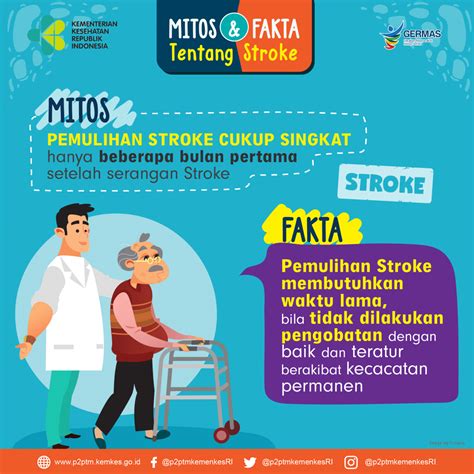 KEMENTERIAN
KESEHATAN
REPUBLIK
INDONESIA
MITOS & FAKTA
Tentang Stroke
GERMAS
MITOS
PEMULIHAN STROKE CUKUP SINGKAT
hanya beberapa bulan pertama
setelah serangan Stroke
STROKE
FAKTA
Pemulihan Stroke
membutuhkan
waktu lama,
bila tidak dilakukan
pengobatan dengan
baik dan teratur
berakibat kecacatan
permanen
www.p2ptm.kemkes.go.id
@p2ptmkemenkesRI
@p2ptmkemenkesRI
@p2ptmkemenkesRI